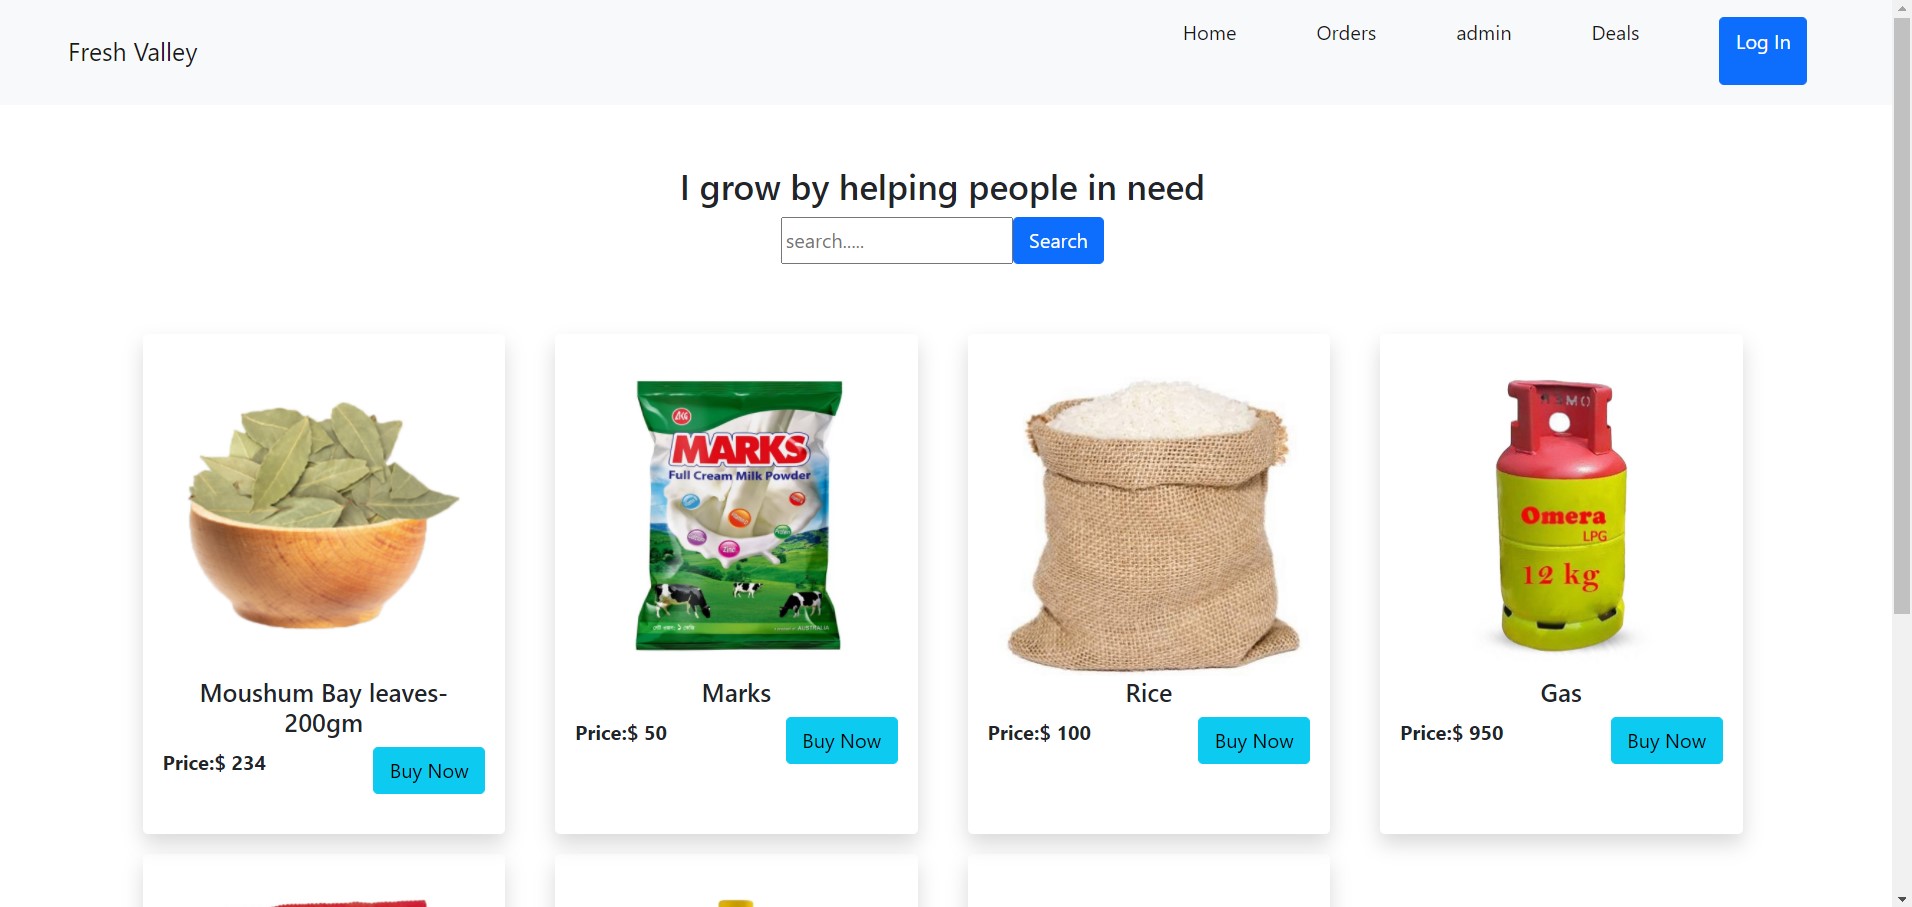 Fresh Valley
Home
Orders
admin
Deals
Log In
I grow by helping people in need
search.....
Search
MARKS
Full Cream Milk Powder
AUSTRALIA
Omera
LPG
12 kg
Moushum Bay leaves-
200gm
Price:$ 234
Buy Now
Marks
Price:$ 50
Buy Now
Rice
Price:$ 100
Buy Now
Gas
Price:$ 950
Buy Now